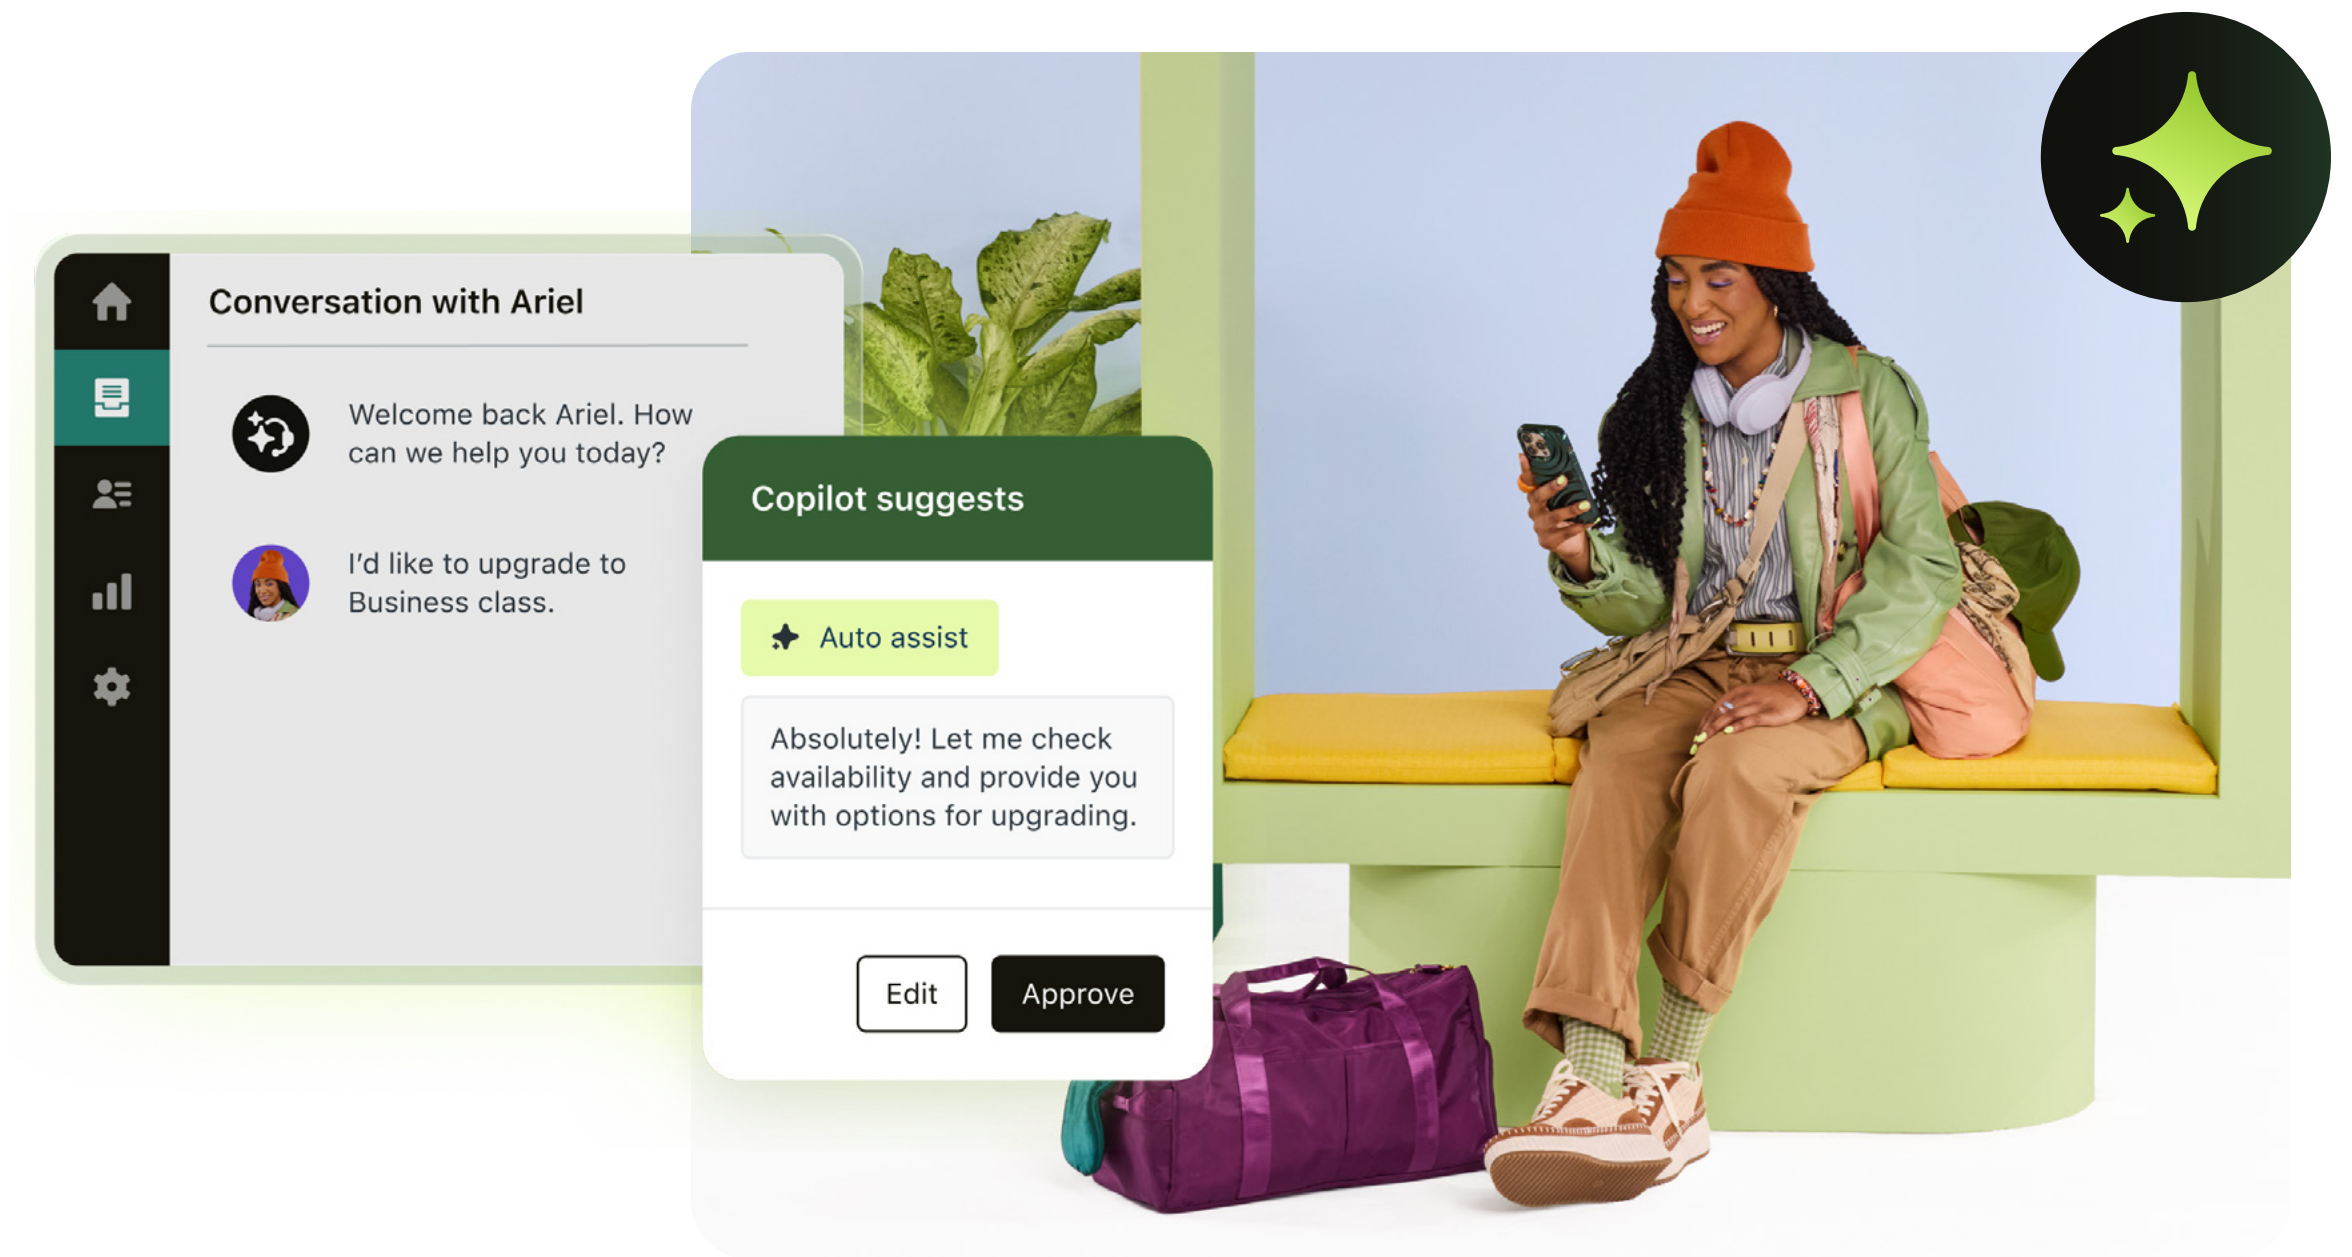 Conversation with Ariel
Welcome back Ariel. How
can we help you today?
I’d like to upgrade to
Business class.
Copilot suggests
Auto assist
Absolutely! Let me check
availability and provide you
with options for upgrading.
Edit
Approve